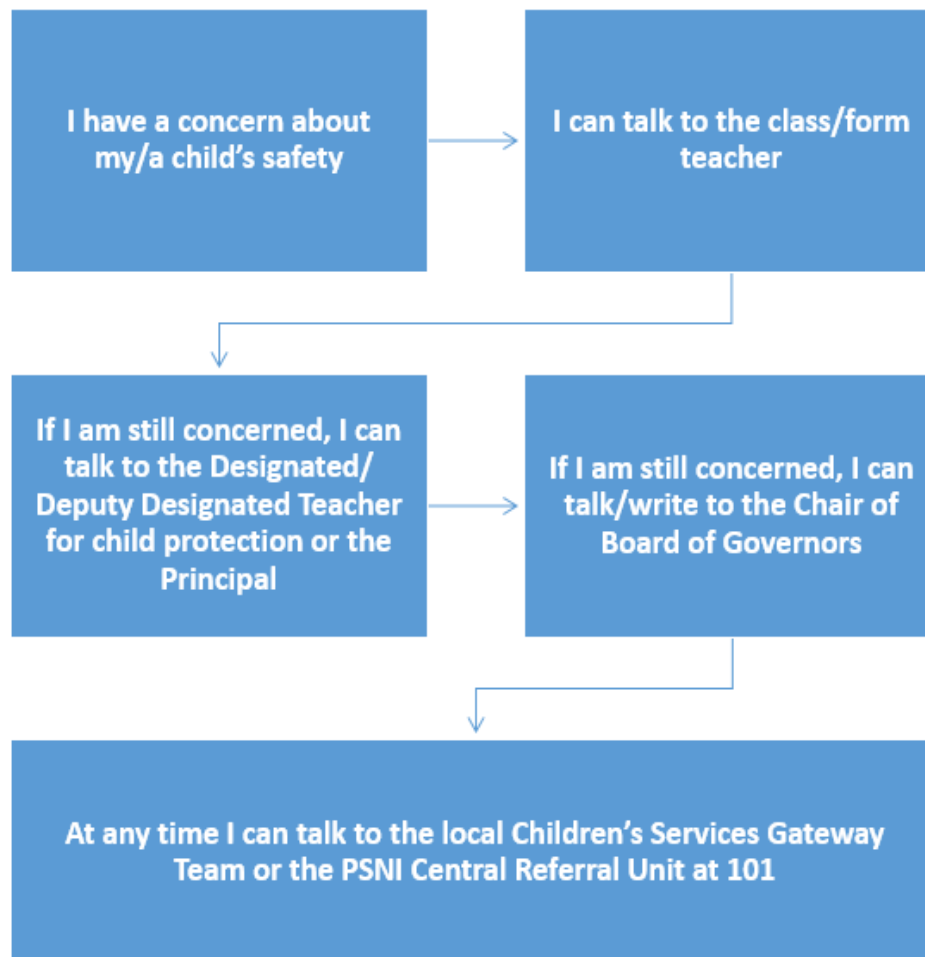 I have a concern about
my/a child’s safety
I can talk to the class/form
teacher
If I am still concerned, I can
talk to the Designated/
Deputy Designated Teacher
for child protection or the
Principal
If I am still concerned, I can
talk/write to the Chair of
Board of Governors
At any time I can talk to the local Children’s Services Gateway
Team or the PSNI Central Referral Unit at 101